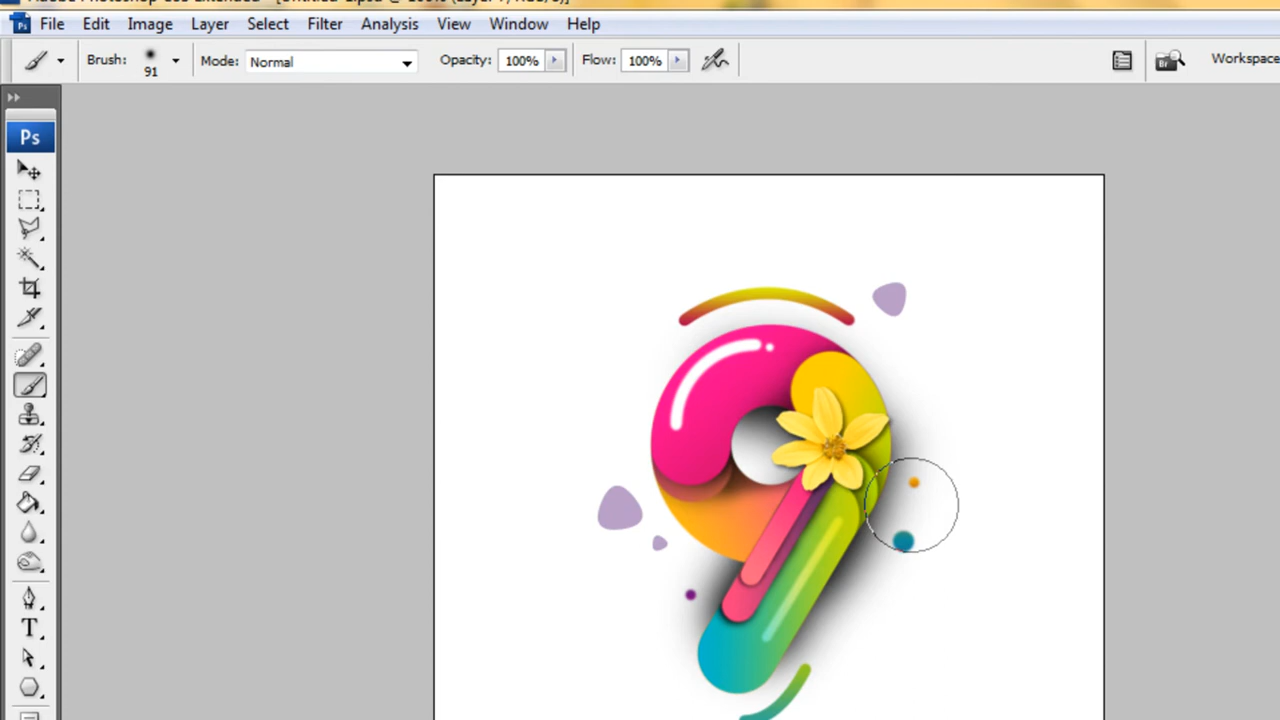 File Edit Image Layer Select Filter Analysis View Window Help
Brush: 91 Mode: Normal Opacity: 100% Flow: 100% Workspace
Ps
T
9